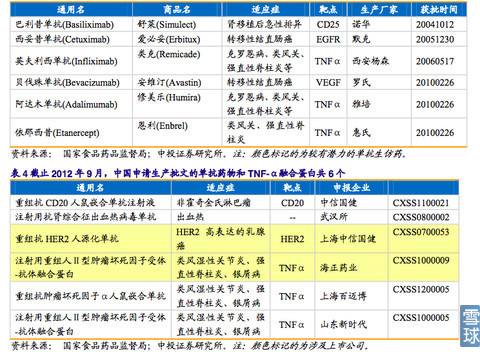 通用名 商品名 适应症 靶点 生产厂家 获批时间
巴利昔单抗(Basiliximab) 舒莱(Simulect) 肾移植后急性排异 CD25 诺华 20041012
西妥昔单抗(Cetuximab) 爱必妥(Erbitux) 转移性结直肠癌 EGFR 默克 20051230
英夫利西单抗(Infliximab) 类克(Remicade) 克罗恩病、类风关、
强直性脊柱炎等 TNFα 西安杨森 20060517
贝伐珠单抗(Bevacizumab) 安维汀(Avastin) 转移性结直肠癌 VEGF 罗氏 20100226
阿达木单抗(Adalimumab) 修美乐(Humira) 克罗恩病、类风关、
强直性脊柱炎等 TNFα 雅培 20100226
依那西普(Etanercept) 恩利(Enbrel) 类风关、强直性脊柱
炎 TNFα 惠氏 20100226
资料来源： 国家食品药品监督局；中投证券研究所。注：颜色标记的为较有潜力的单抗生仿药。
表 4 截止 2012 年 9 月，中国申请生产批文的单抗药物和 TNF-α融合蛋白共 6 个
通用名 适应症 靶点 申报企业
重组抗 CD20 人鼠嵌合单抗注射液 非霍奇金氏淋巴瘤 CD20 中信国健 CXSS1100021
注射用抗肾综合征出血热病毒单抗 出血热 -- 武汉所 CXSS0800002
重组抗 HER2 人源化单抗 HER2 高表达的乳腺
癌 HER2 上海中信国健 CXSS0700053
注射用重组人Ⅱ型肿瘤坏死因子受体
-抗体融合蛋白 类风湿性关节炎、强
直性脊柱炎、银屑病 TNFα 海正药业 CXSS1000009
重组抗肿瘤坏死因子α人鼠嵌合单抗 类风湿性关节炎、强
直性脊柱炎、银屑病 TNFα 上海百迈博 CXSS1200005
注射用重组人Ⅱ型肿瘤坏死因子受体
-抗体融合蛋白 类风湿性关节炎、强
直性脊柱炎、银屑病 TNFα 山东新时代 CXSS1000005
资料来源： 国家食品药品监督局；中投证券研究所。注：颜色标记的为涉及上市公司。
雪球